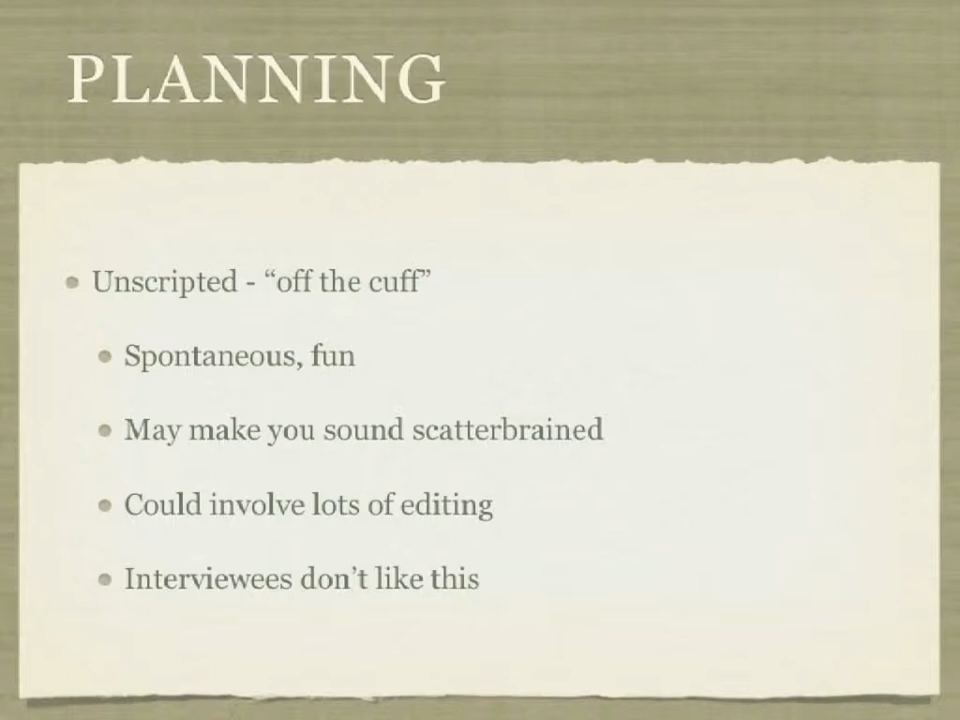 PLANNING
Unscripted - “off the cuff”
Spontaneous, fun
May make you sound scatterbrained
Could involve lots of editing
Interviewees don’t like this